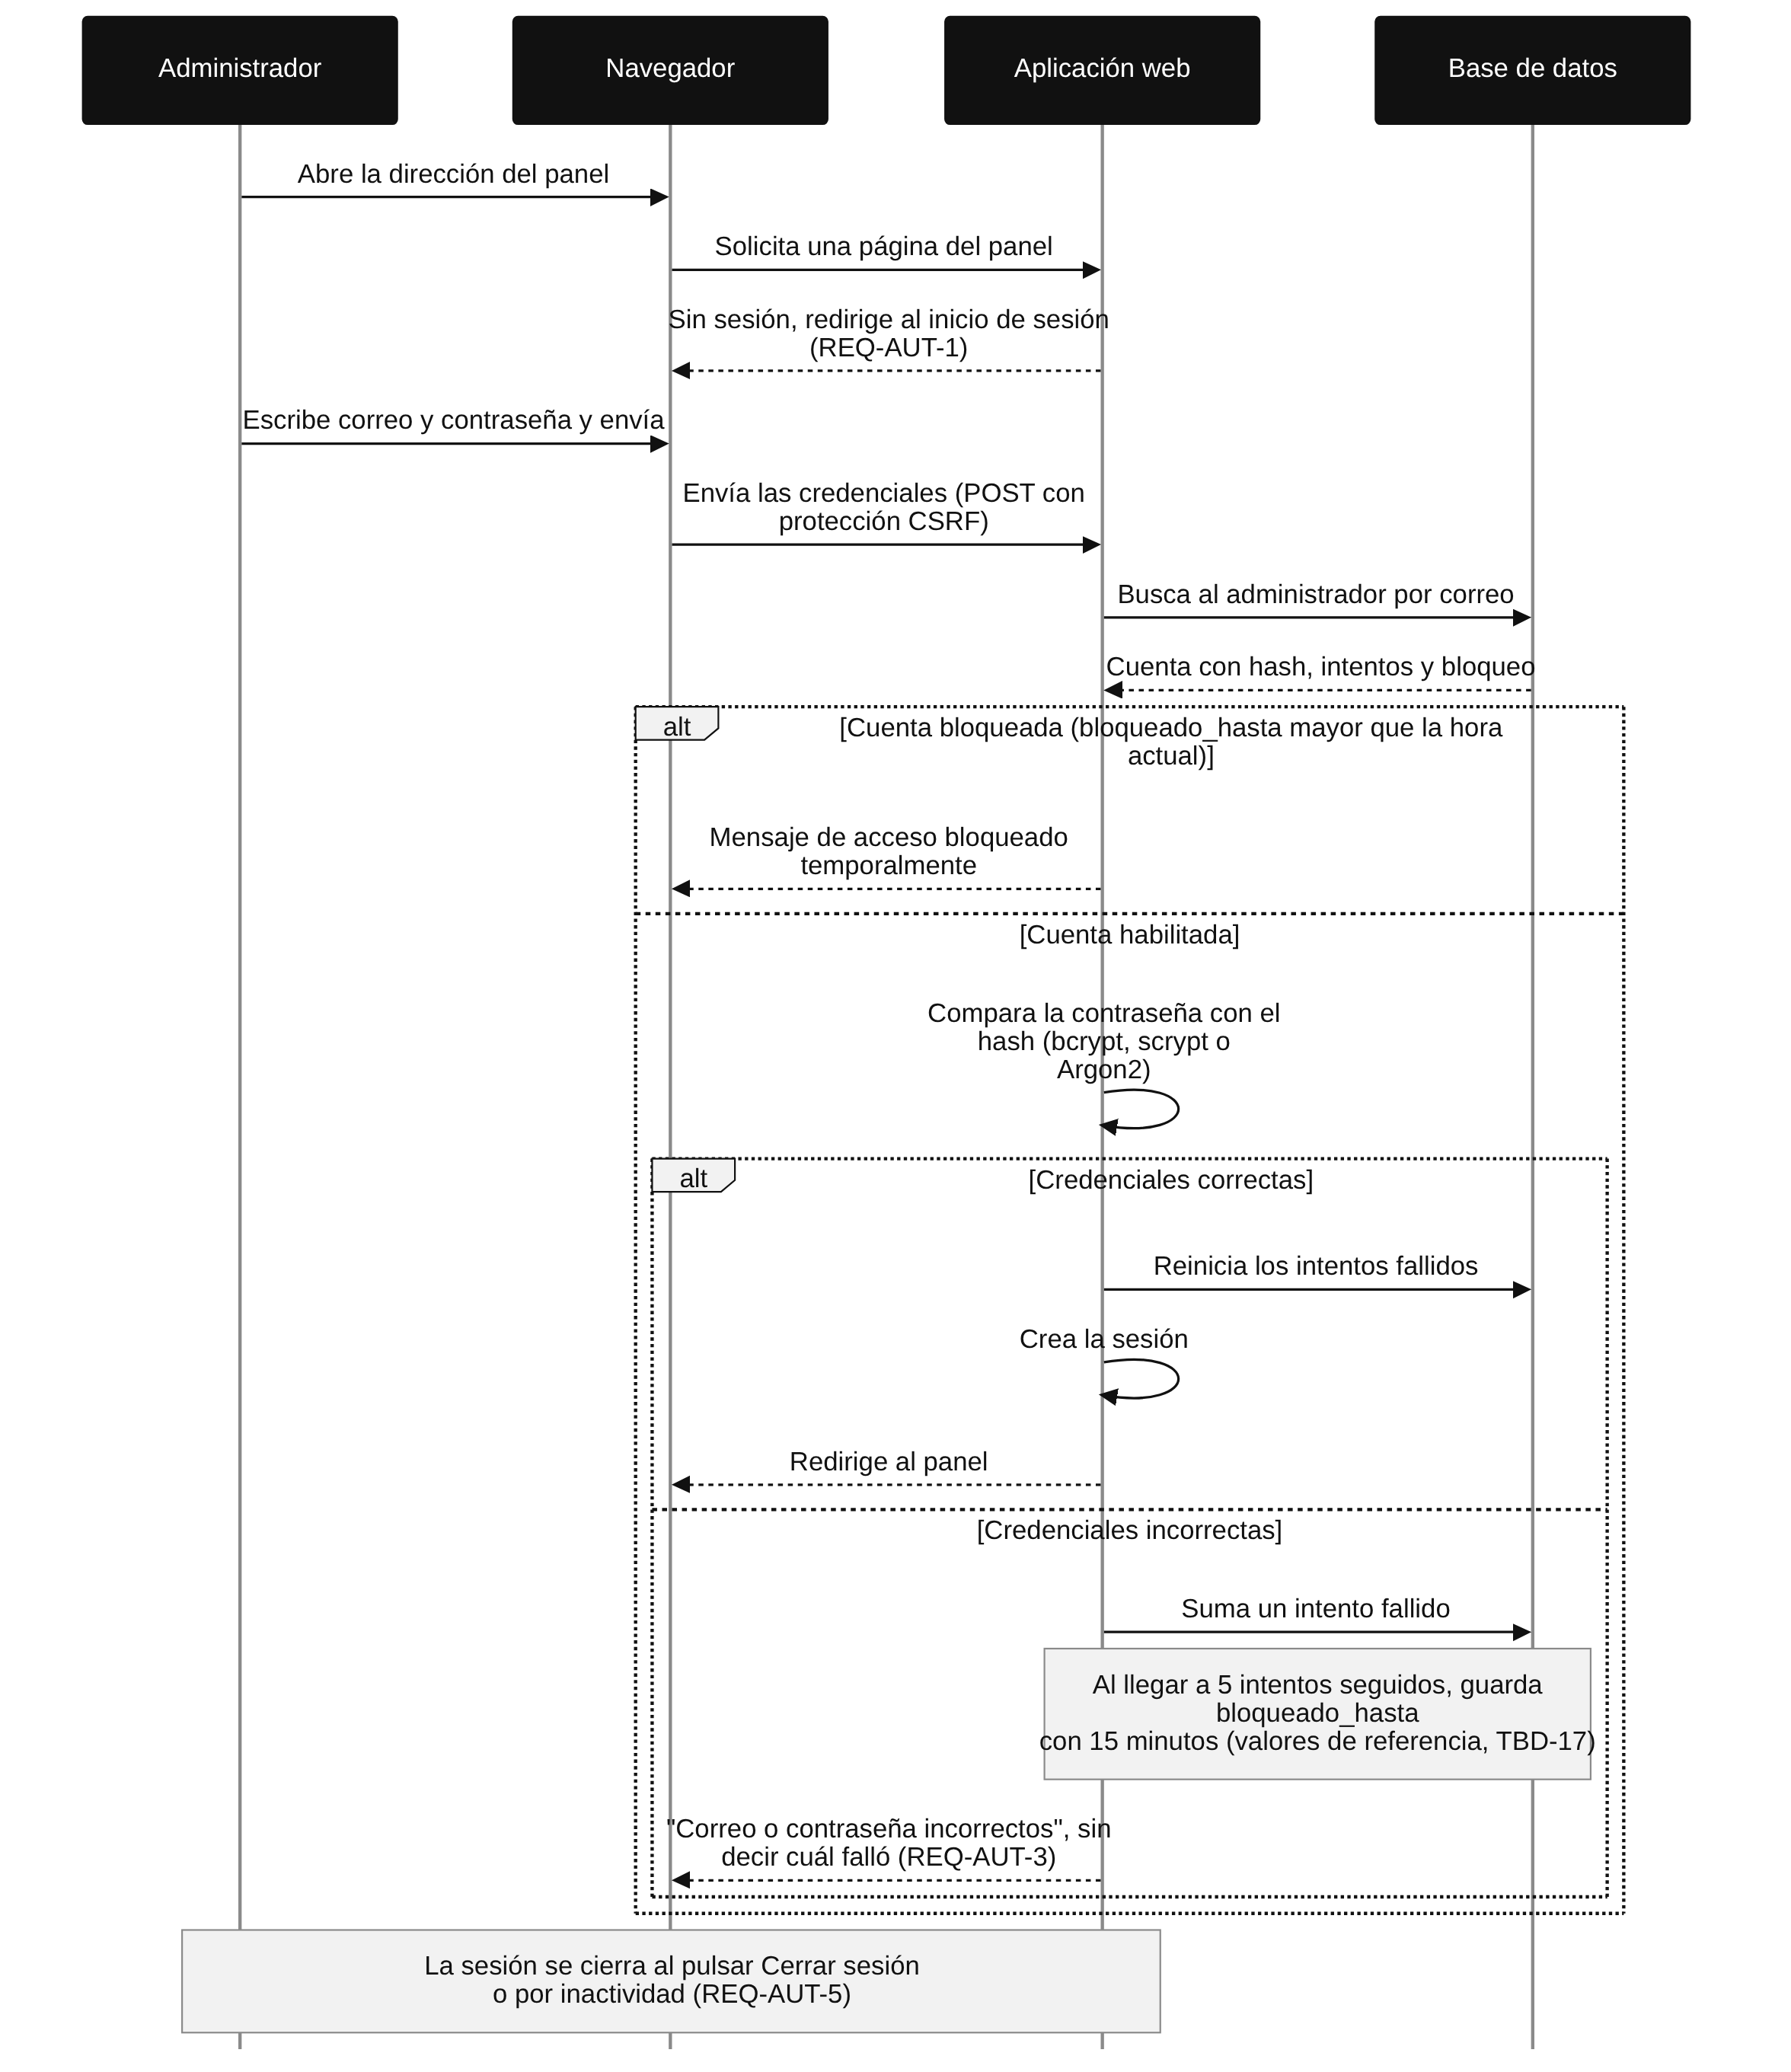 Administrador
Navegador
Aplicación web
Base de datos
Abre la dirección del panel
Solicita una página del panel
Sin sesión, redirige al inicio de sesión
(REQ-AUT-1)
Escribe correo y contraseña y envía
Envía las credenciales (POST con
protección CSRF)
Busca al administrador por correo
Cuenta con hash, intentos y bloqueo
alt
[Cuenta bloqueada (bloqueado_hasta mayor que la hora
actual)]
Mensaje de acceso bloqueado
temporalmente
[Cuenta habilitada]
Compara la contraseña con el
hash (bcrypt, scrypt o
Argon2)
alt
[Credenciales correctas]
Reinicia los intentos fallidos
Crea la sesión
Redirige al panel
[Credenciales incorrectas]
Suma un intento fallido
Al llegar a 5 intentos seguidos, guarda
bloqueado_hasta
con 15 minutos (valores de referencia, TBD-17)
"Correo o contraseña incorrectos", sin
decir cuál falló (REQ-AUT-3)
La sesión se cierra al pulsar Cerrar sesión
o por inactividad (REQ-AUT-5)